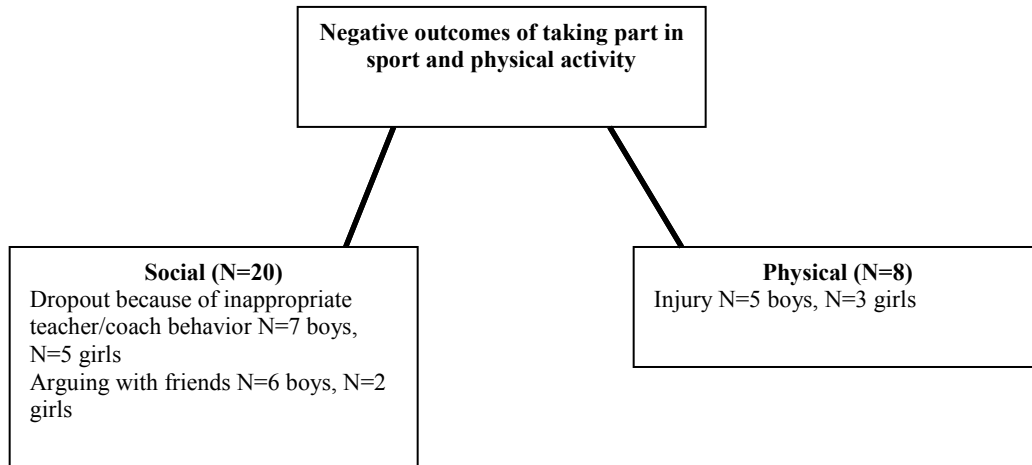 Negative outcomes of taking part in
sport and physical activity
Social (N=20)
Dropout because of inappropriate
teacher/coach behavior N=7 boys,
N=5 girls
Arguing with friends N=6 boys, N=2
girls
Physical (N=8)
Injury N=5 boys, N=3 girls